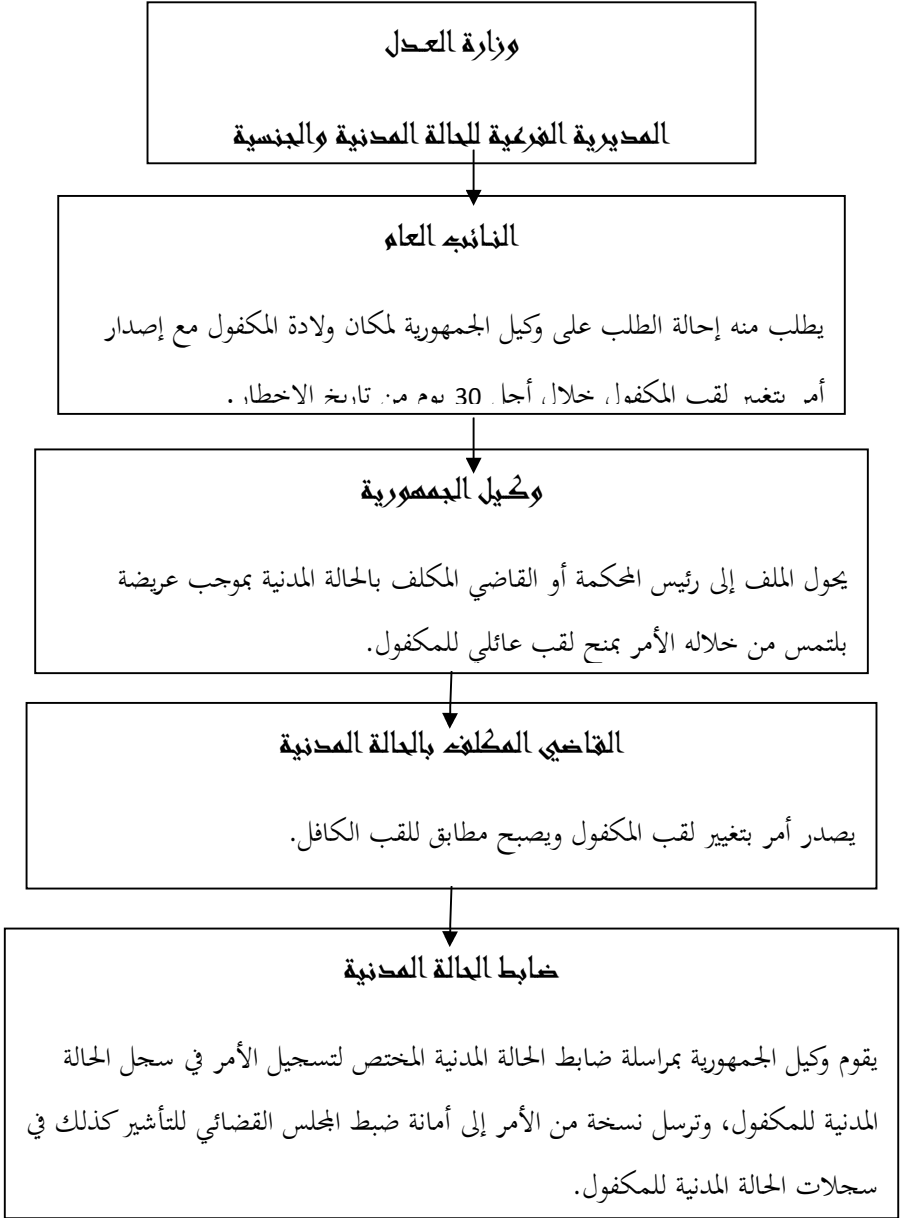 وزارة العدل
المديرية الفرعية للحالة المدنية والجنسية
النائب العام
يطلب منه إحالة الطلب على وكيل الجمهورية لمكان ولادة المكفول مع إصدار
أمر بتغيير لقب المكفول خلال أجل 30 يوم من تاريخ الاخطار.
وكيل الجمهورية
يحول الملف إلى رئيس المحكمة أو القاضي المكلف بالحالة المدنية بموجب عريضة
يلتمس من خلاله الأمر بمنح لقب عائلي للمكفول.
القاضي المكلف بالحالة المدنية
يصدر أمر بتغيير لقب المكفول ويصبح مطابق للقب الكافل.
ضابط الحالة المدنية
يقوم وكيل الجمهورية بمراسلة ضابط الحالة المدنية المختص لتسجيل الأمر في سجل الحالة
المدنية للمكفول، وترسل نسخة من الأمر إلى أمانة ضبط المجلس القضائي للتأشير كذلك في
سجلات الحالة المدنية للمكفول.